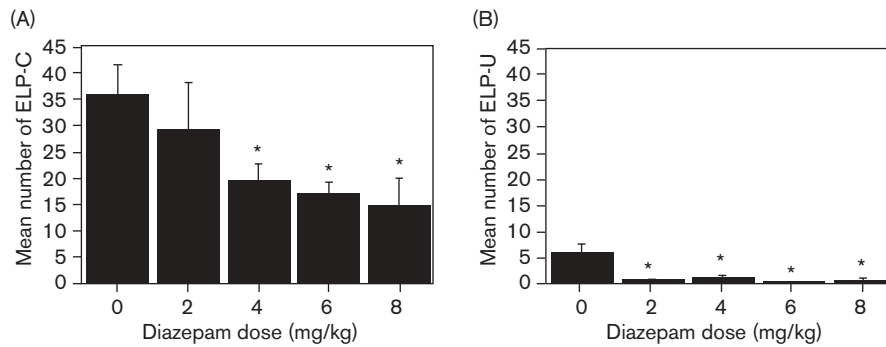 (A)
Mean number of ELP-C
45
40
35
30
25
20
15
10
5
0
* * *
0 2 4 6 8
Diazepam dose (mg/kg)
(B)
Mean number of ELP-U
45
40
35
30
25
20
15
10
5
0
* * * *
0 2 4 6 8
Diazepam dose (mg/kg)